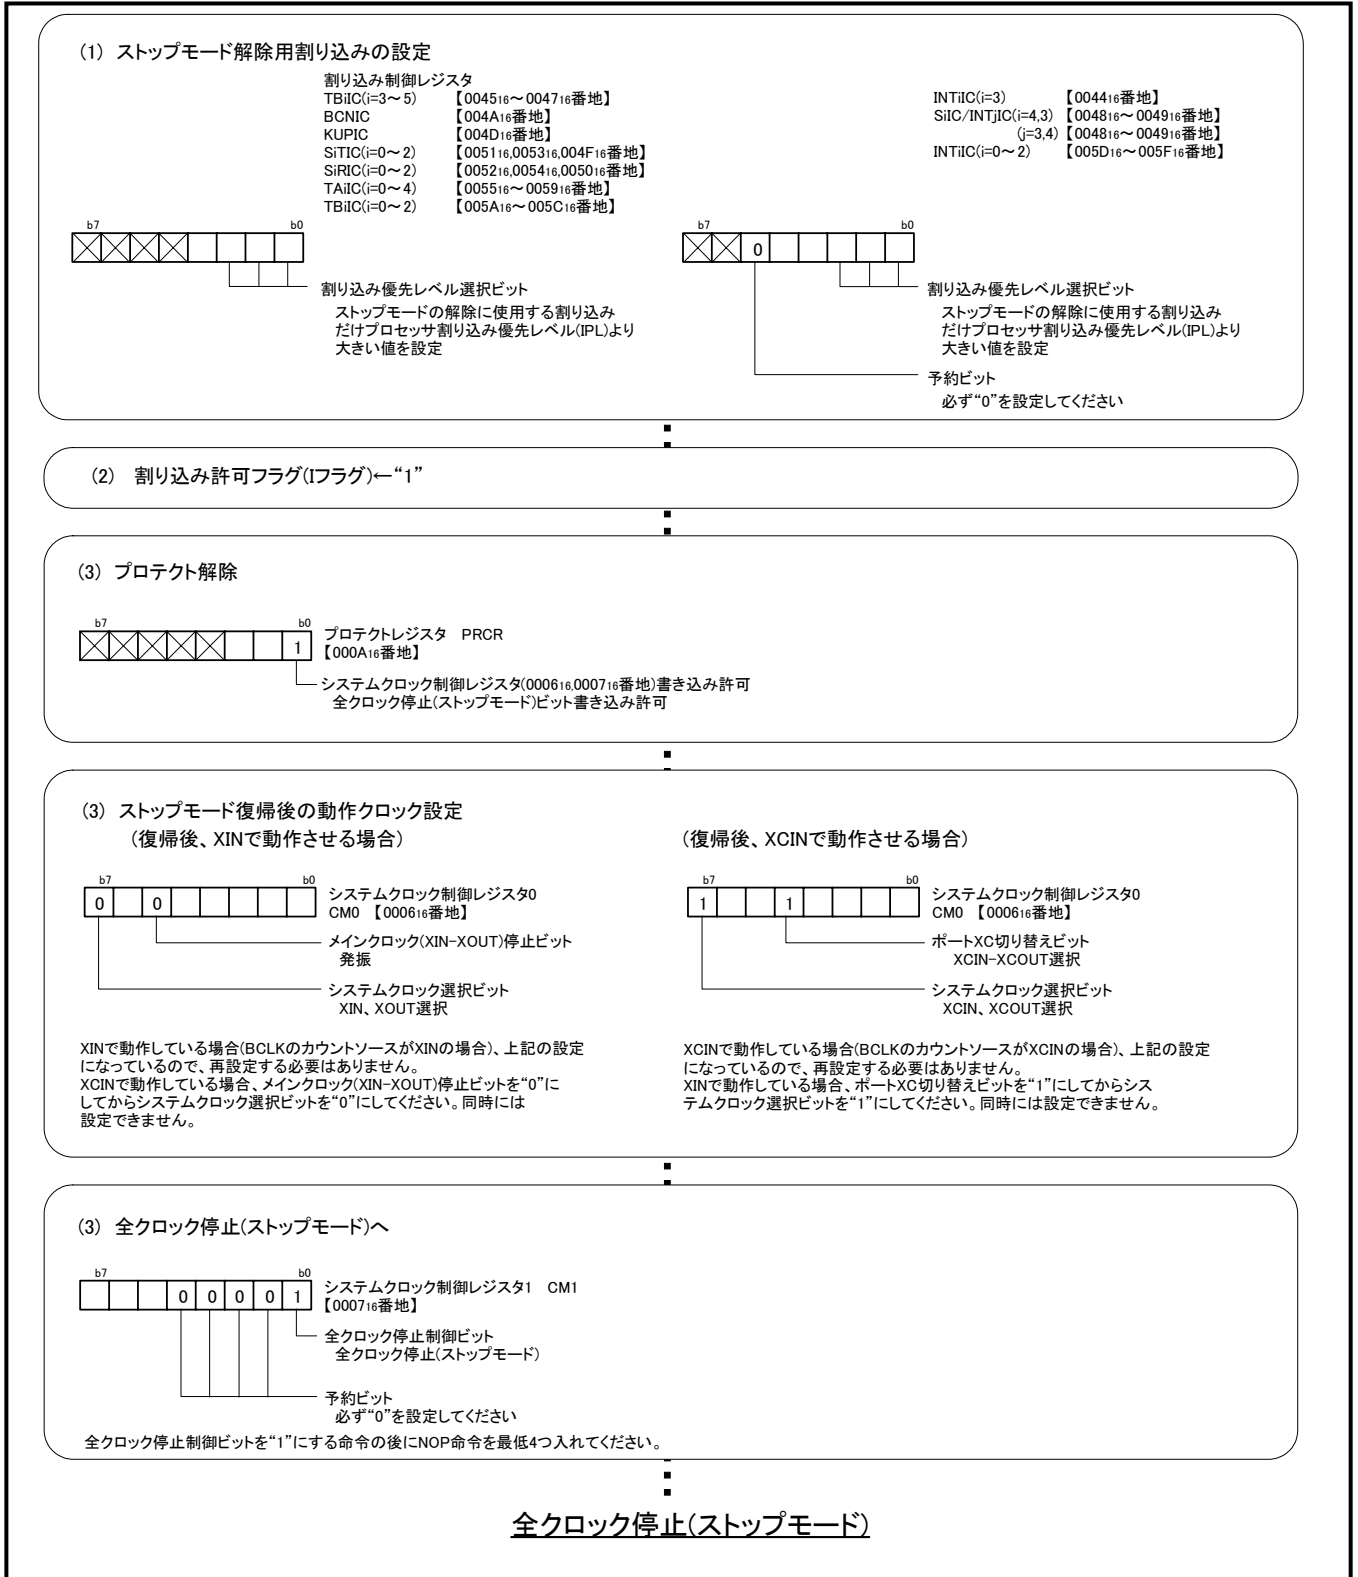 (1) ストップモード解除用割り込みの設定
割り込み制御レジスタ
TBiIC(i=3～5) 【004516～004716番地】
BCNIC 【004A16番地】
KUPIC 【004D16番地】
SiTIC(i=0～2) 【005116,005316,004F16番地】
SiRIC(i=0～2) 【005216,005416,005016番地】
TAiIC(i=0～4) 【005516～005916番地】
TBiIC(i=0～2) 【005A16～005C16番地】
INTiIC(i=3) 【004416番地】
SiIC/INTjIC(i=4,3) 【004816～004916番地】
(j=3,4) 【004816～004916番地】
INTiIC(i=0～2) 【005D16～005F16番地】
b7 b0
割り込み優先レベル選択ビット
ストップモードの解除に使用する割り込み
だけプロセッサ割り込み優先レベル(IPL)より
大きい値を設定
b7 b0
0
割り込み優先レベル選択ビット
ストップモードの解除に使用する割り込み
だけプロセッサ割り込み優先レベル(IPL)より
大きい値を設定
予約ビット
必ず“0”を設定してください
(2) 割り込み許可フラグ(Iフラグ)←“1”
(3) プロテクト解除
b7 b0
1
プロテクトレジスタ PRCR
【000A16番地】
システムクロック制御レジスタ(000616,000716番地)書き込み許可
全クロック停止(ストップモード)ビット書き込み許可
(3) ストップモード復帰後の動作クロック設定
(復帰後、XINで動作させる場合)
b7 b0
0 0
システムクロック制御レジスタ0
CM0 【000616番地】
メインクロック(XIN-XOUT)停止ビット
発振
システムクロック選択ビット
XIN、XOUT選択
XINで動作している場合(BCLKのカウントソースがXINの場合)、上記の設定
になっているので、再設定する必要はありません。
XCINで動作している場合、メインクロック(XIN-XOUT)停止ビットを“0”に
してからシステムクロック選択ビットを“0”にしてください。同時には
設定できません。
(復帰後、XCINで動作させる場合)
b7 b0
1 1
システムクロック制御レジスタ0
CM0 【000616番地】
ポートXC切り替えビット
XCIN-XCOUT選択
システムクロック選択ビット
XCIN、XCOUT選択
XCINで動作している場合(BCLKのカウントソースがXCINの場合)、上記の設定
になっているので、再設定する必要はありません。
XINで動作している場合、ポートXC切り替えビットを“1”にしてからシス
テムクロック選択ビットを“1”にしてください。同時には設定できません。
(3) 全クロック停止(ストップモード)へ
b7 b0
0 0 0 0 1
システムクロック制御レジスタ1 CM1
【000716番地】
全クロック停止制御ビット
全クロック停止(ストップモード)
予約ビット
必ず“0”を設定してください
全クロック停止制御ビットを“1”にする命令の後にNOP命令を最低4つ入れてください。
全クロック停止(ストップモード)